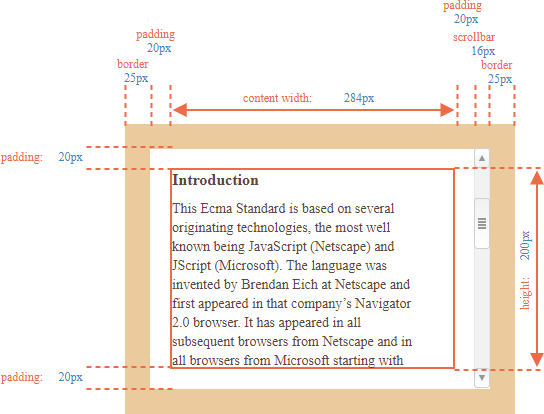 padding
20px
padding
20px
scrollbar
16px
border
25px
border
25px
content width: 284px
padding: 20px
Introduction
This Ecma Standard is based on several
originating technologies, the most well
known being JavaScript (Netscape) and
JScript (Microsoft). The language was
invented by Brendan Eich at Netscape and
first appeared in that company’s Navigator
2.0 browser. It has appeared in all
subsequent browsers from Netscape and in
all browsers from Microsoft starting with
height: 200px
padding: 20px